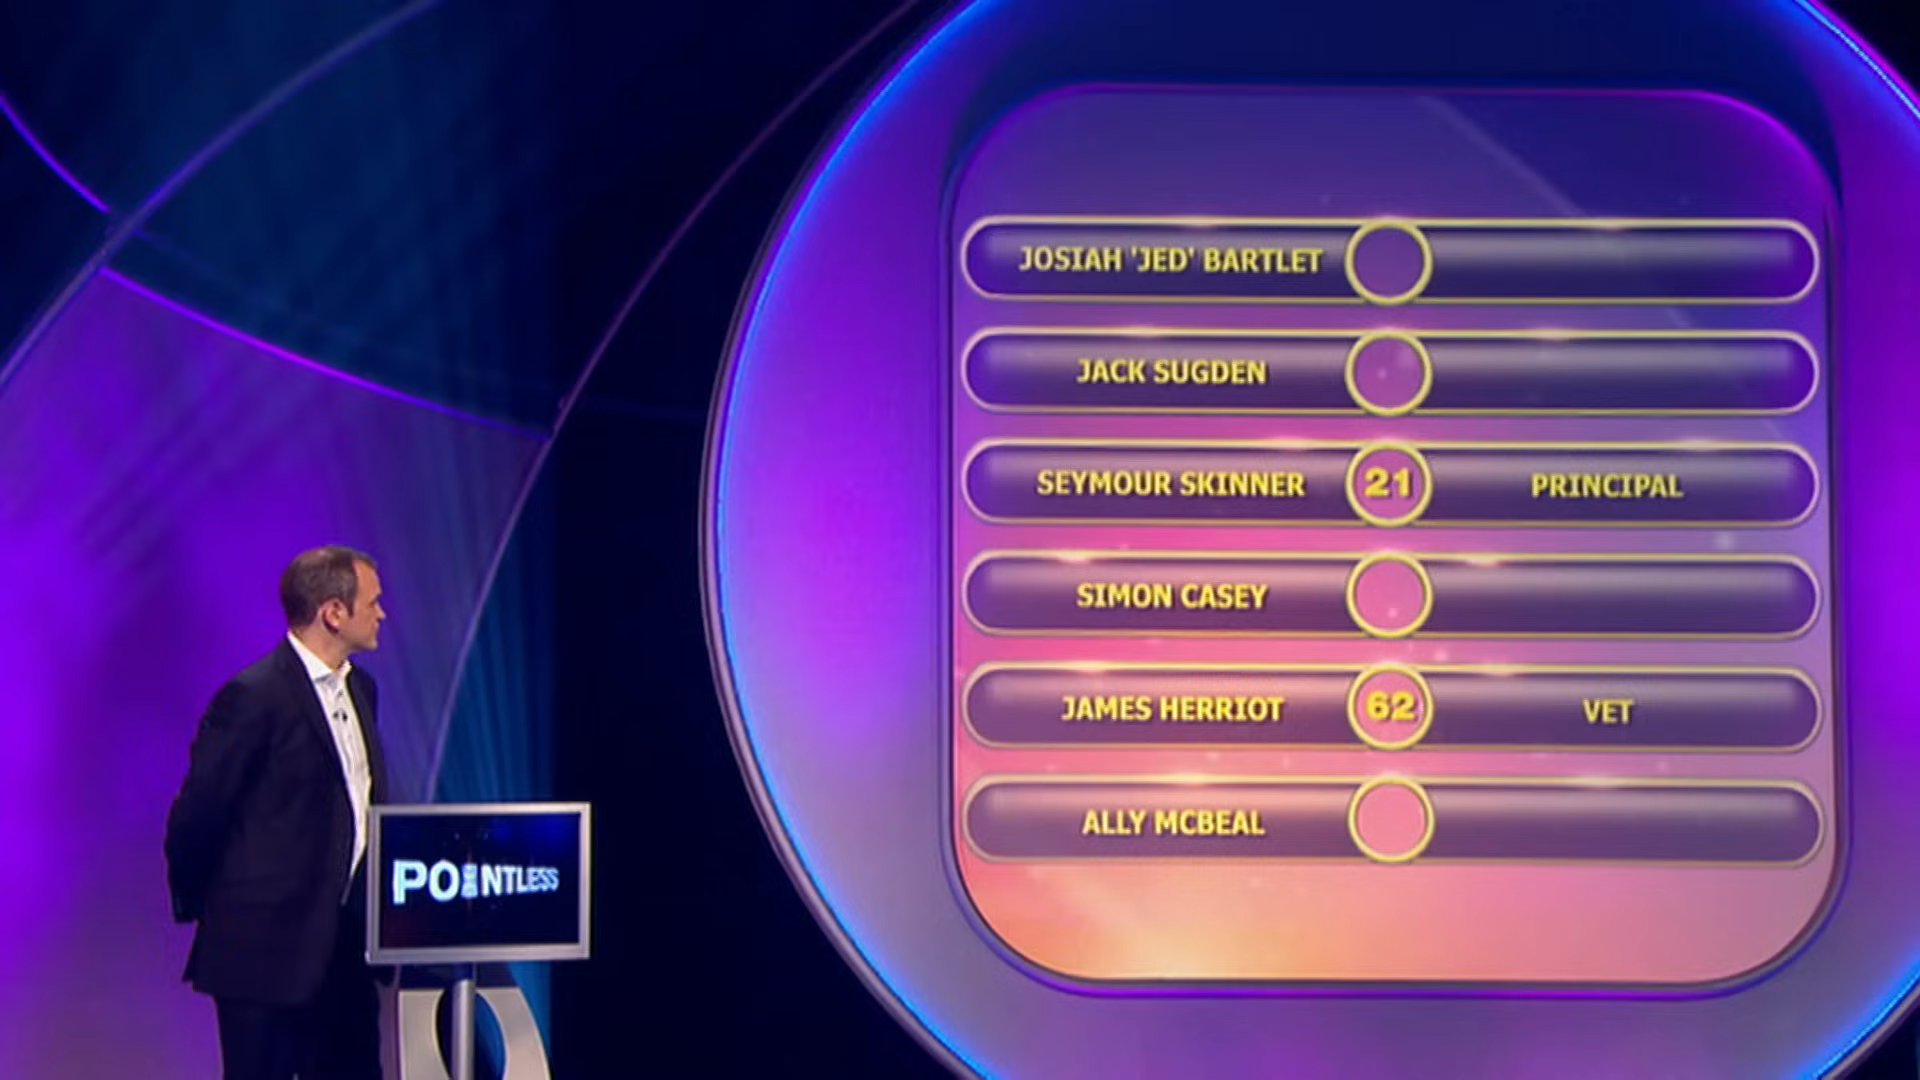 JOSIAH 'JED' BARTLET
JACK SUGDEN
SEYMOUR SKINNER 21 PRINCIPAL
SIMON CASEY
JAMES HERRIOT 62 VET
ALLY MCBEAL
POINTLESS